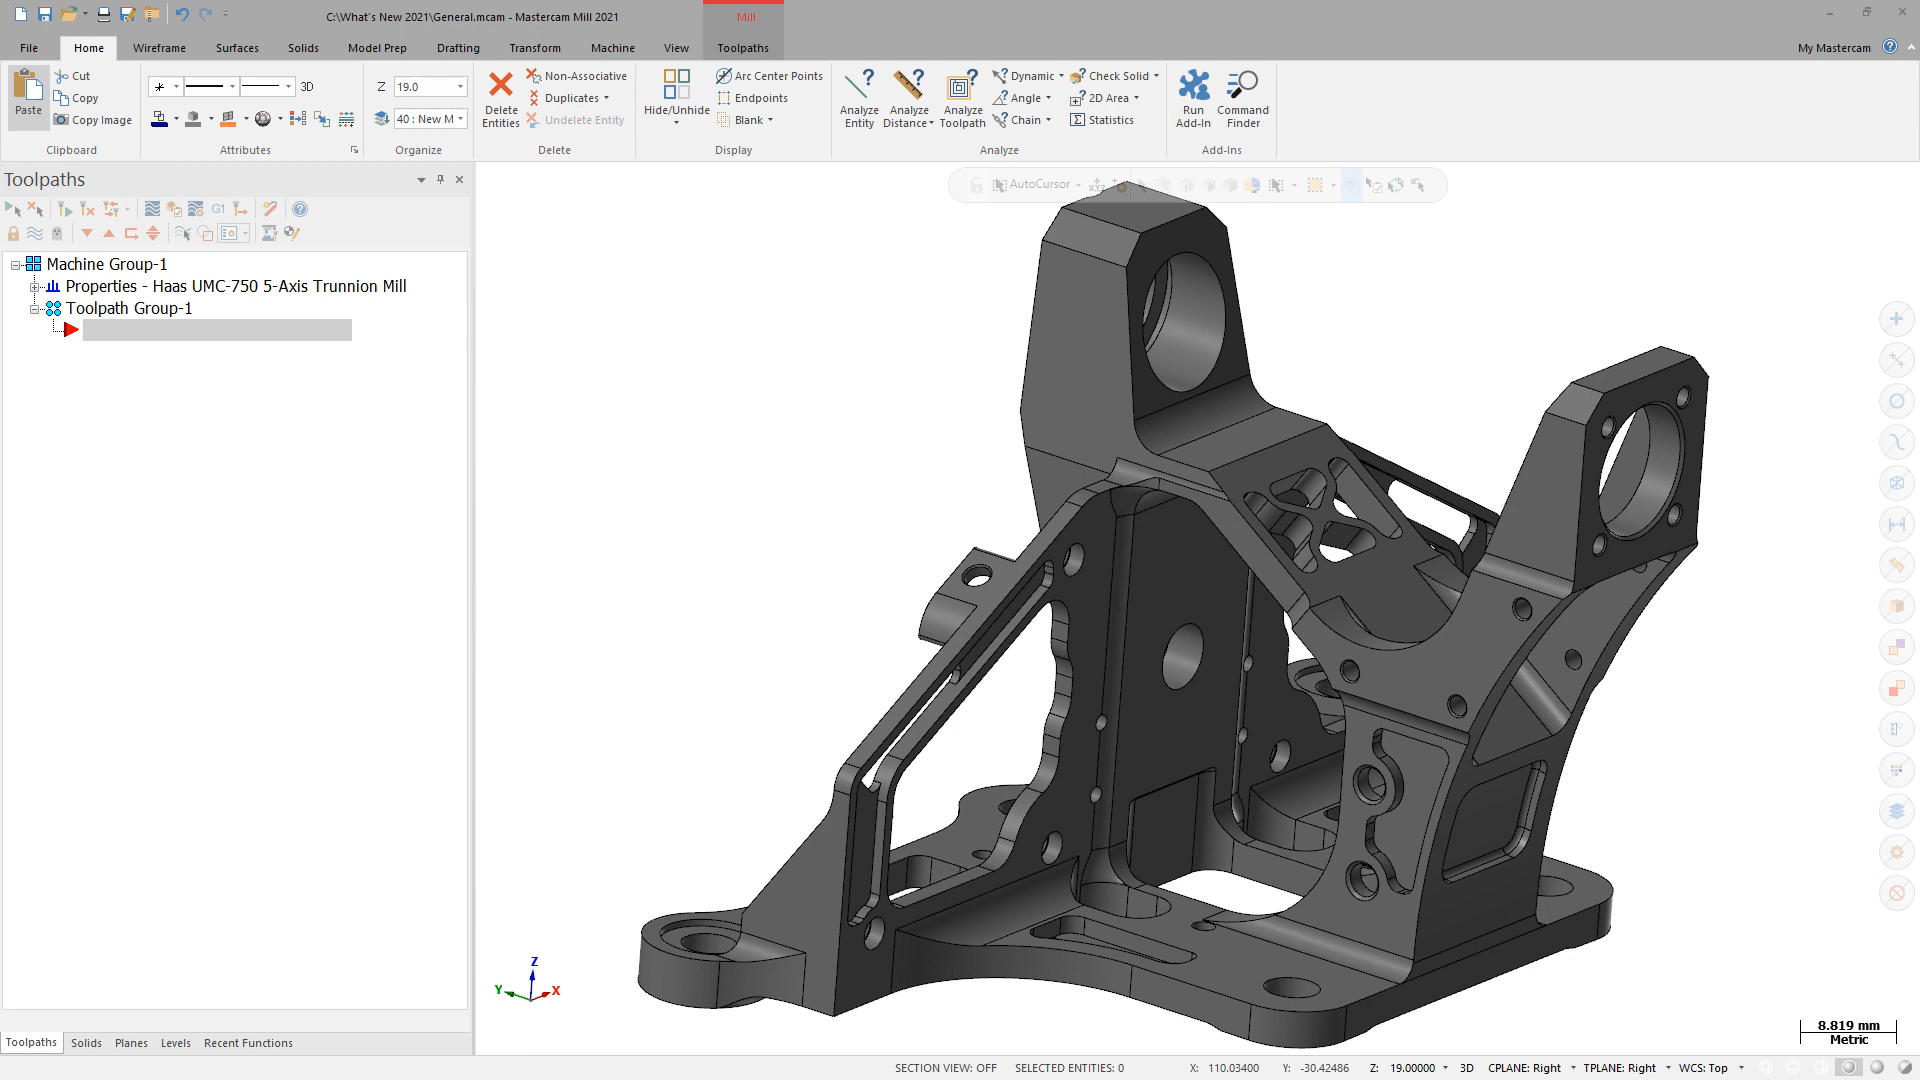 C:\What's New 2021\General.mcam - Mastercam Mill 2021
Mill
File Home Wireframe Surfaces Solids Model Prep Drafting Transform Machine View Toolpaths My Mastercam
Paste
Cut
Copy
Copy Image
Clipboard
3D
Attributes
Z 19.0
40 : New M
Organize
Delete Entities
Non-Associative
Duplicates
Undelete Entity
Delete
Hide/Unhide
Arc Center Points
Endpoints
Blank
Display
Analyze Entity
Analyze Distance
Analyze Toolpath
Dynamic
Angle
Chain
Check Solid
2D Area
Statistics
Analyze
Run Add-In
Command Finder
Add-Ins
Toolpaths
G1
AutoCursor
Machine Group-1
Properties - Haas UMC-750 5-Axis Trunnion Mill
Toolpath Group-1
Z
Y
X
8.819 mm
Metric
Toolpaths Solids Planes Levels Recent Functions
SECTION VIEW: OFF SELECTED ENTITIES: 0 X: 110.03400 Y: -30.42486 Z: 19.00000 3D CPLANE: Right TPLANE: Right WCS: Top